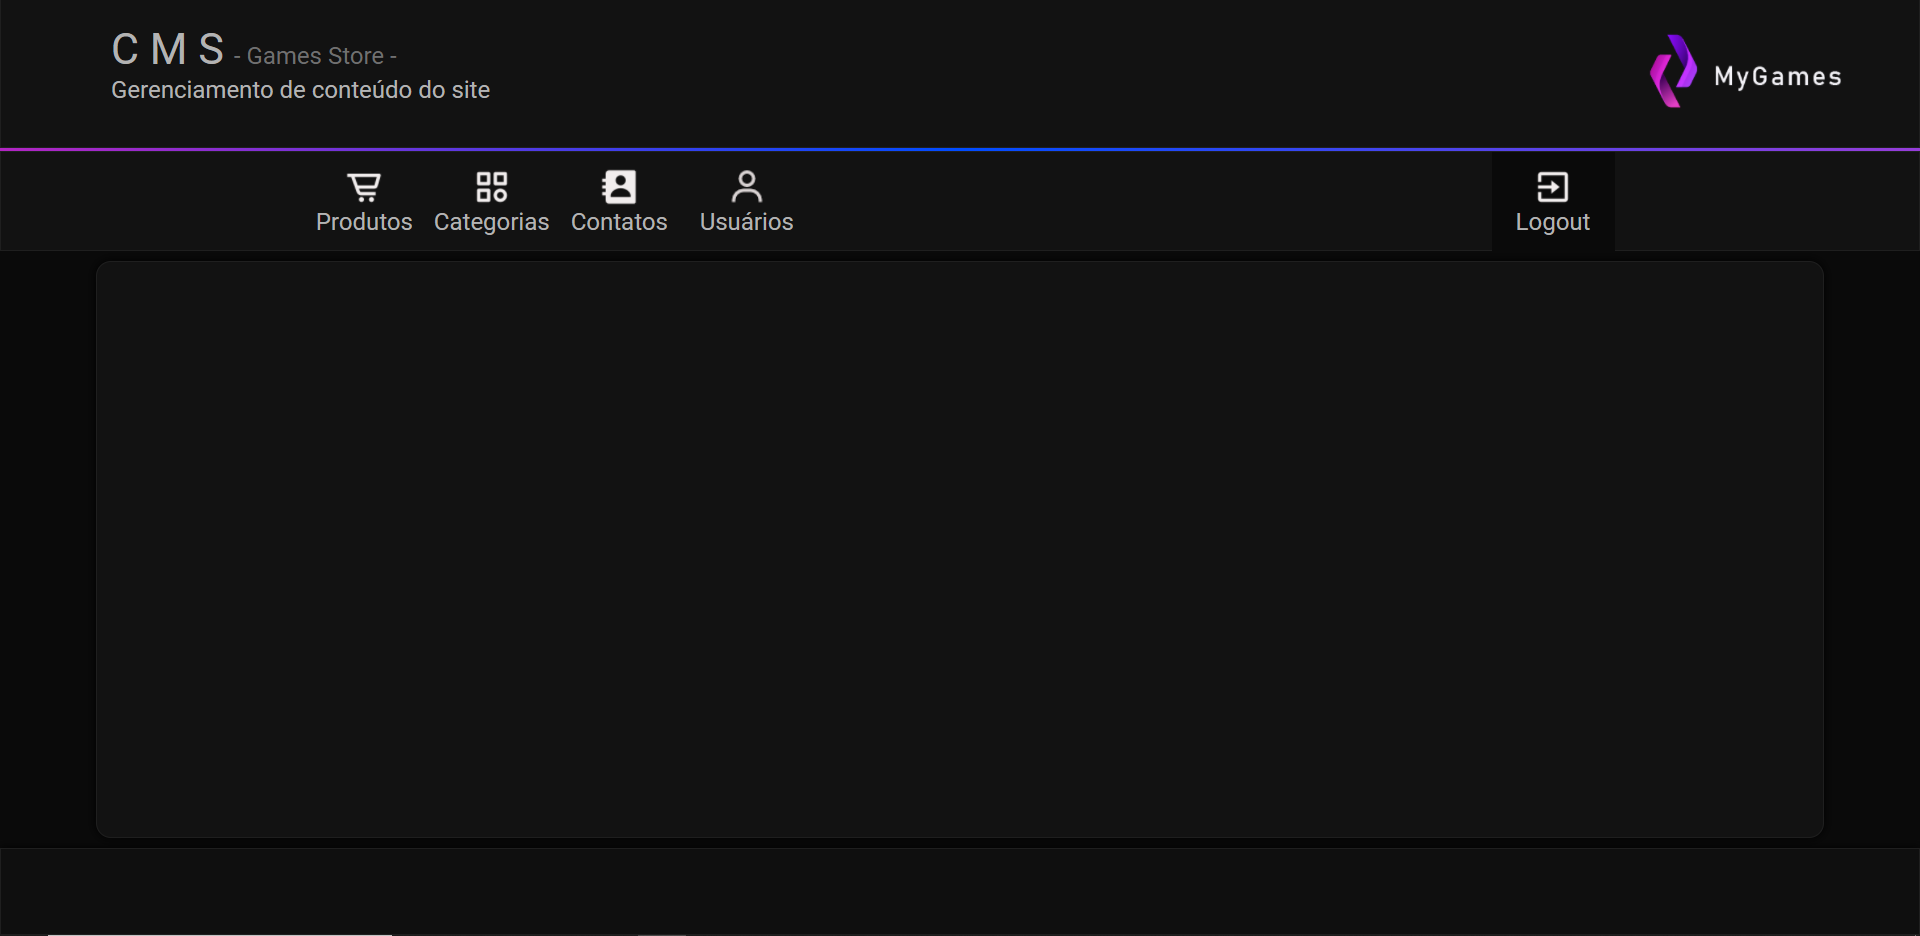 C M S - Games Store -
Gerenciamento de conteúdo do site
MyGames
Produtos Categorias Contatos Usuários Logout